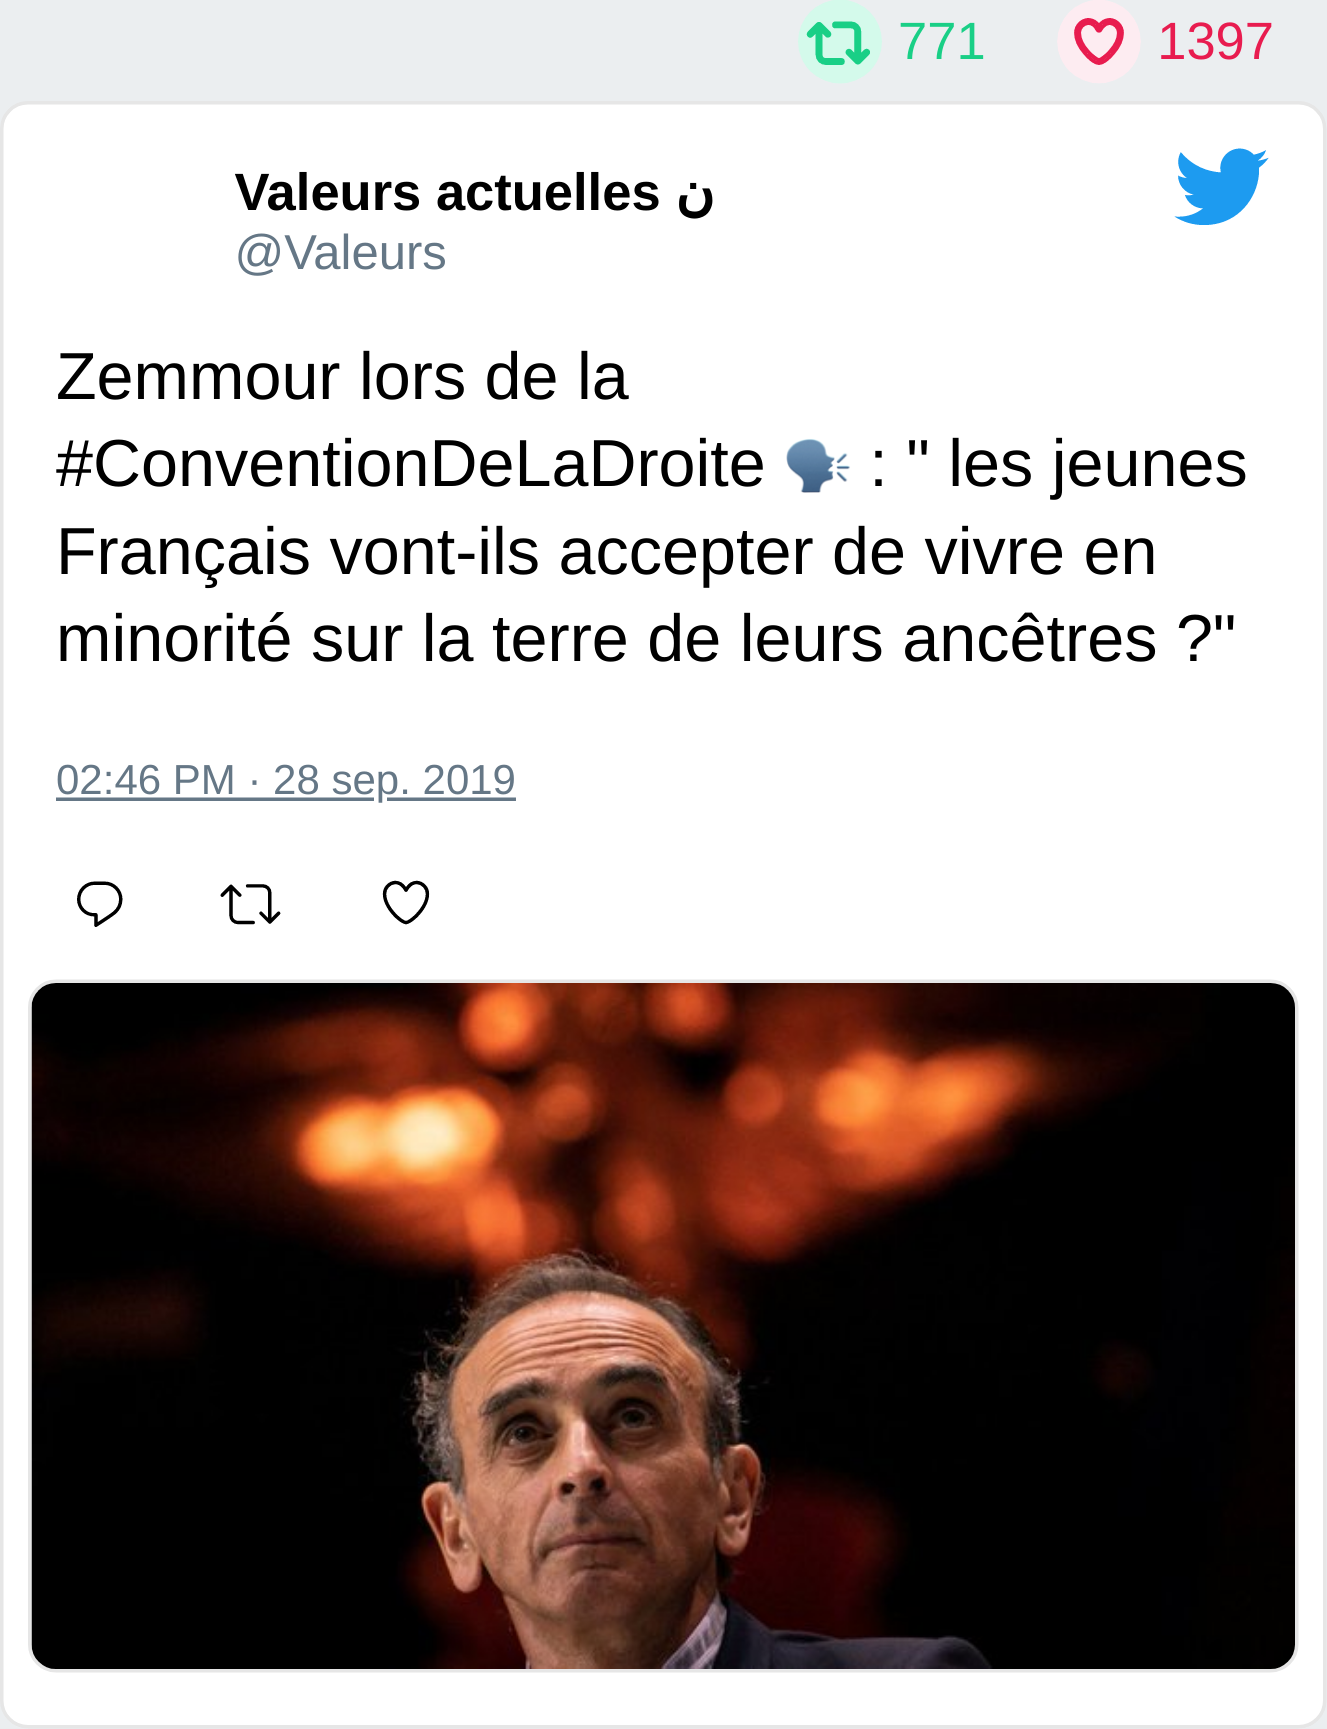 771 1397
Valeurs actuelles ن
@Valeurs
Zemmour lors de la
#ConventionDeLaDroite 🗣 : " les jeunes
Français vont-ils accepter de vivre en
minorité sur la terre de leurs ancêtres ?"
02:46 PM · 28 sep. 2019